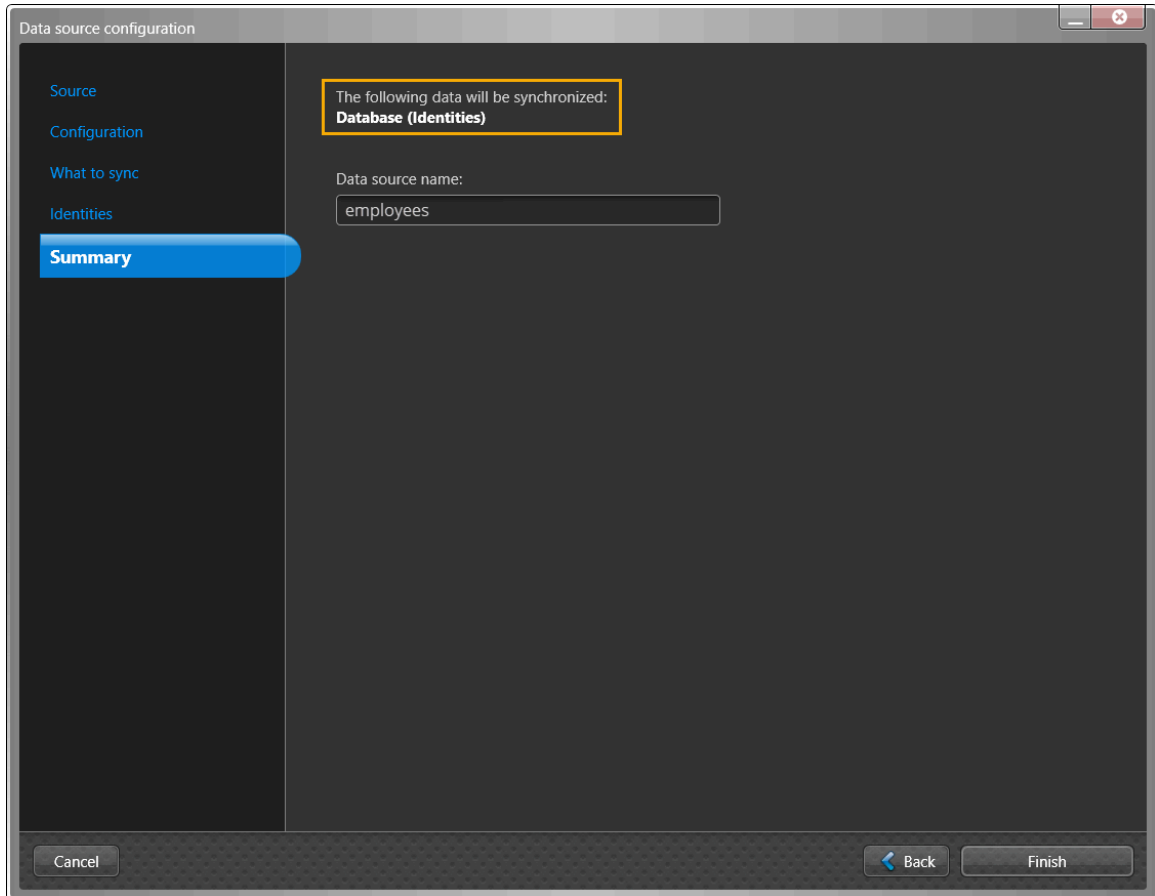 Data source configuration
Source
Configuration
What to sync
Identities
Summary
The following data will be synchronized:
Database (Identities)
Data source name:
employees
Cancel
Back
Finish